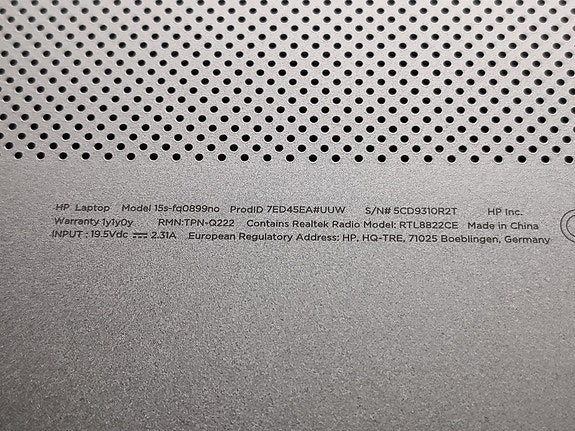 HP Laptop Model 15s-fq0899no ProdID 7ED45EA#UUW S/N# 5CD9310R2T HP Inc.
Warranty 1y1y0y RMN:TPN-Q222 Contains Realtek Radio Model: RTL8822CE Made in China
INPUT : 19.5Vdc ⎓ 2.31A European Regulatory Address: HP, HQ-TRE, 71025 Boeblingen, Germany